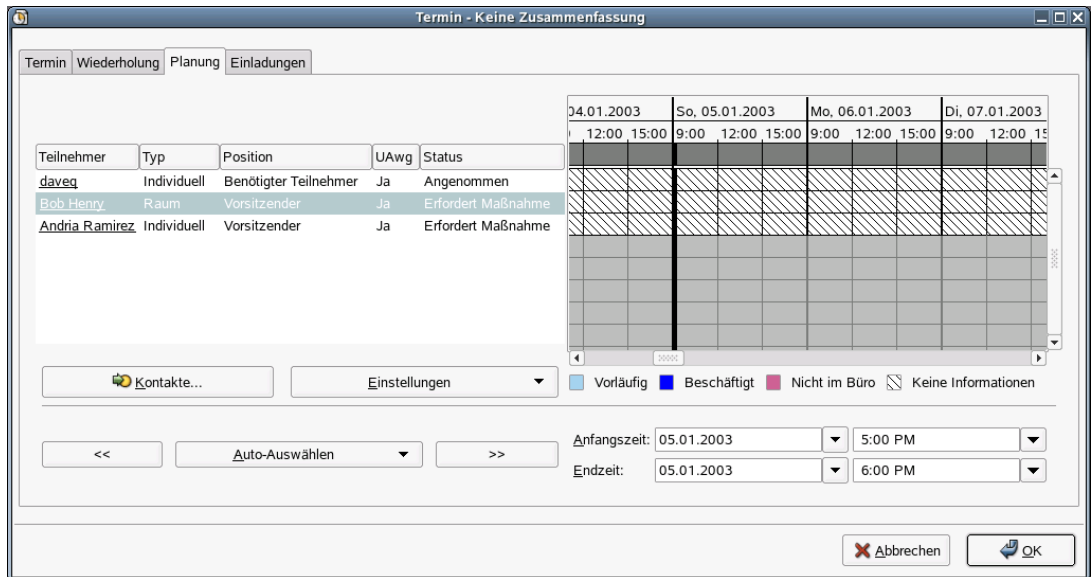 Termin - Keine Zusammenfassung
Termin Wiederholung Planung Einladungen
04.01.2003 So, 05.01.2003 Mo, 06.01.2003 Di, 07.01.2003
12:00 15:00 9:00 12:00 15:00 9:00 12:00 15:00 9:00 12:00
Teilnehmer Typ Position UAwg Status
daveq Individuell Benötigter Teilnehmer Ja Angenommen
Bob Henry Raum Vorsitzender Ja Erfordert Maßnahme
Andria Ramirez Individuell Vorsitzender Ja Erfordert Maßnahme
Kontakte... Einstellungen Vorläufig Beschäftigt Nicht im Büro Keine Informationen
Anfangszeit: 05.01.2003 5:00 PM
<< Auto-Auswählen >>
Endzeit: 05.01.2003 6:00 PM
Abbrechen OK